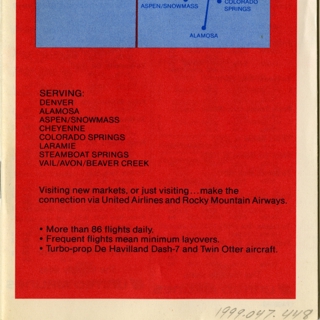 COLORADO
SPRINGS
ASPEN/SNOWMASS
ALAMOSA
SERVING:
DENVER
ALAMOSA
ASPEN/SNOWMASS
CHEYENNE
COLORADO SPRINGS
LARAMIE
STEAMBOAT SPRINGS
VAIL/AVON/BEAVER CREEK
Visiting new markets, or just visiting...make the
connection via United Airlines and Rocky Mountain Airways.
• More than 86 flights daily.
• Frequent flights mean minimum layovers.
• Turbo-prop De Havilland Dash-7 and Twin Otter aircraft.
1999.047.448